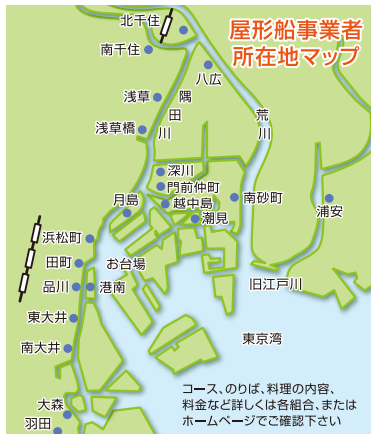 屋形船事業者
所在地マップ
北千住
南千住
八広
浅草
隅田川
荒川
浅草橋
深川
門前仲町
越中島
月島
潮見
南砂町
浦安
浜松町
田町
お台場
品川
港南
旧江戸川
東大井
東京湾
南大井
大森
羽田
コース、のりば、料理の内容、
料金など詳しくは各組合、または
ホームページでご確認下さい